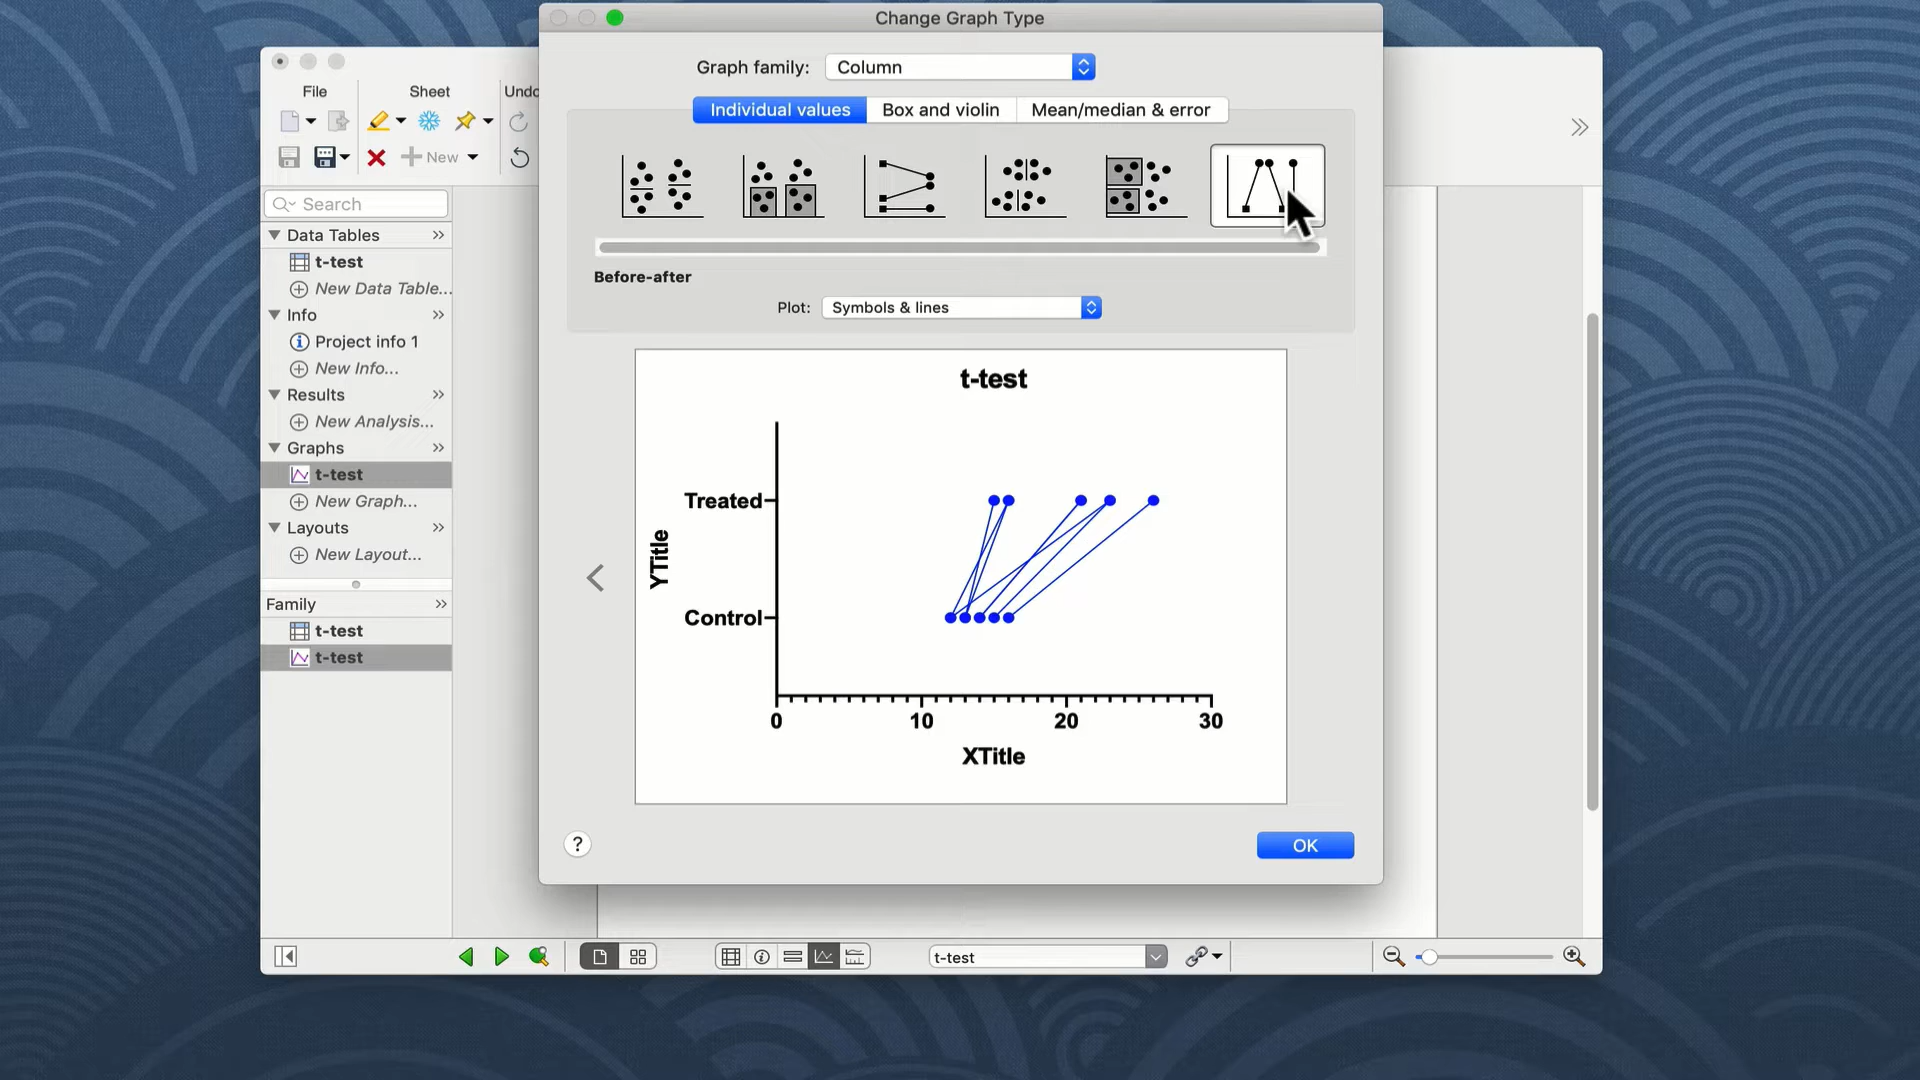 Change Graph Type
Graph family: Column
Individual values Box and violin Mean/median & error
Before-after
Plot: Symbols & lines
t-test
YTitle
Treated
Control
0 10 20 30
XTitle
? OK
File Sheet Undo
New
Search
Data Tables
t-test
New Data Table...
Info
Project info 1
New Info...
Results
New Analysis...
Graphs
t-test
New Graph...
Layouts
New Layout...
Family
t-test
t-test
t-test